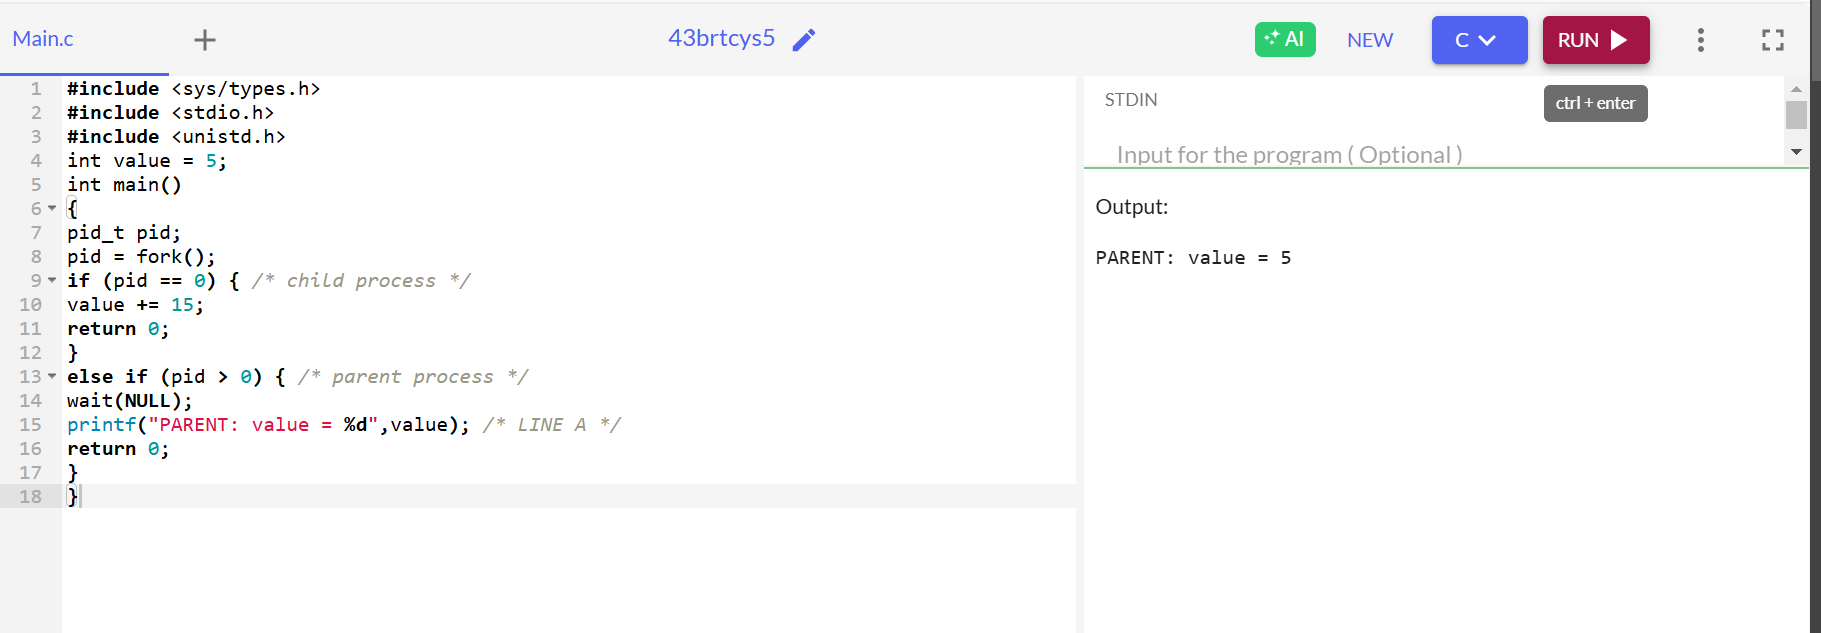 Main.c
+
43brtcys5
AI
NEW
C
RUN
ctrl + enter
1 #include <sys/types.h>
2 #include <stdio.h>
3 #include <unistd.h>
4 int value = 5;
5 int main()
6 {
7 pid_t pid;
8 pid = fork();
9 if (pid == 0) { /* child process */
10 value += 15;
11 return 0;
12 }
13 else if (pid > 0) { /* parent process */
14 wait(NULL);
15 printf("PARENT: value = %d",value); /* LINE A */
16 return 0;
17 }
18 }
STDIN
Input for the program ( Optional )
Output:
PARENT: value = 5